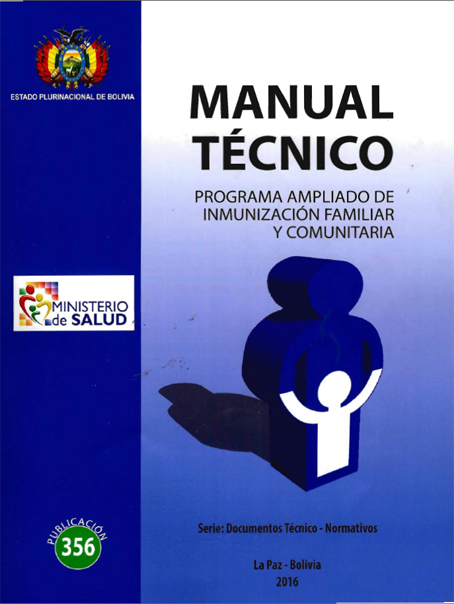 ESTADO PLURINACIONAL DE BOLIVIA
MANUAL
TÉCNICO
PROGRAMA AMPLIADO DE
INMUNIZACIÓN FAMILIAR
Y COMUNITARIA
MINISTERIO
de SALUD
PUBLICACIÓN
356
Serie: Documentos Técnico - Normativos
La Paz - Bolivia
2016